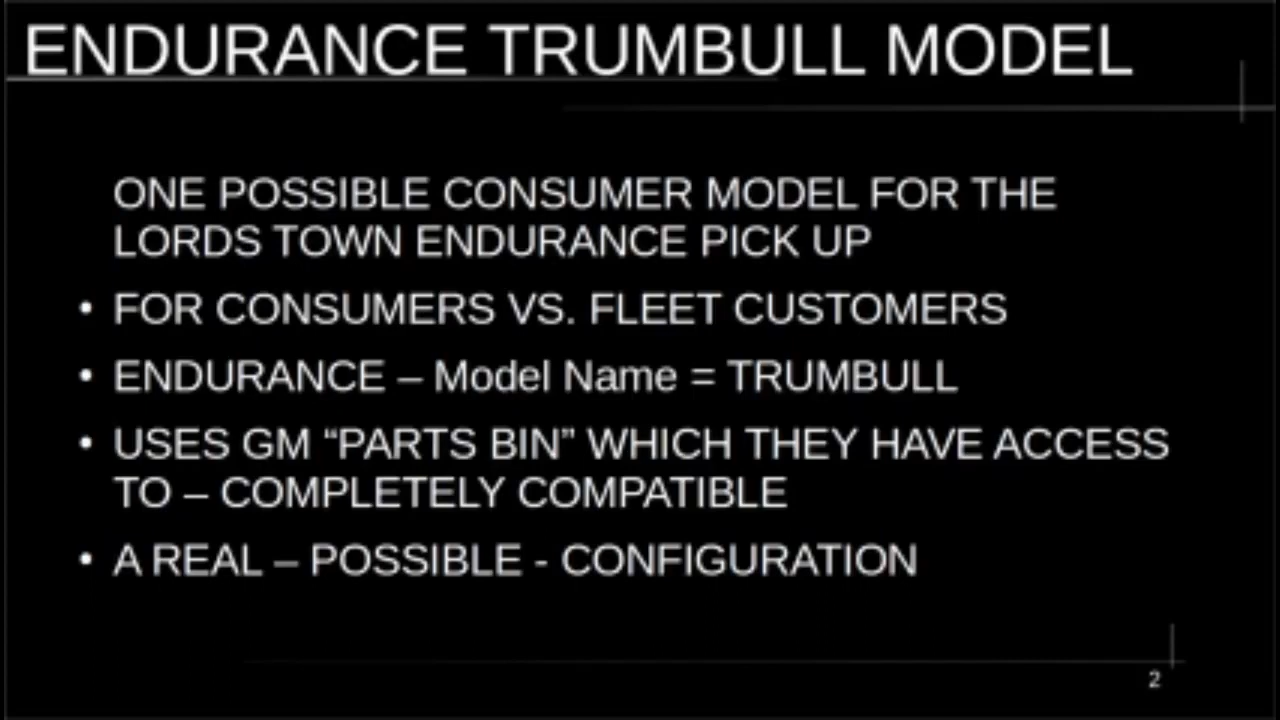 ENDURANCE TRUMBULL MODEL
ONE POSSIBLE CONSUMER MODEL FOR THE
LORDS TOWN ENDURANCE PICK UP
• FOR CONSUMERS VS. FLEET CUSTOMERS
• ENDURANCE – Model Name = TRUMBULL
• USES GM “PARTS BIN” WHICH THEY HAVE ACCESS
TO – COMPLETELY COMPATIBLE
• A REAL – POSSIBLE - CONFIGURATION
2